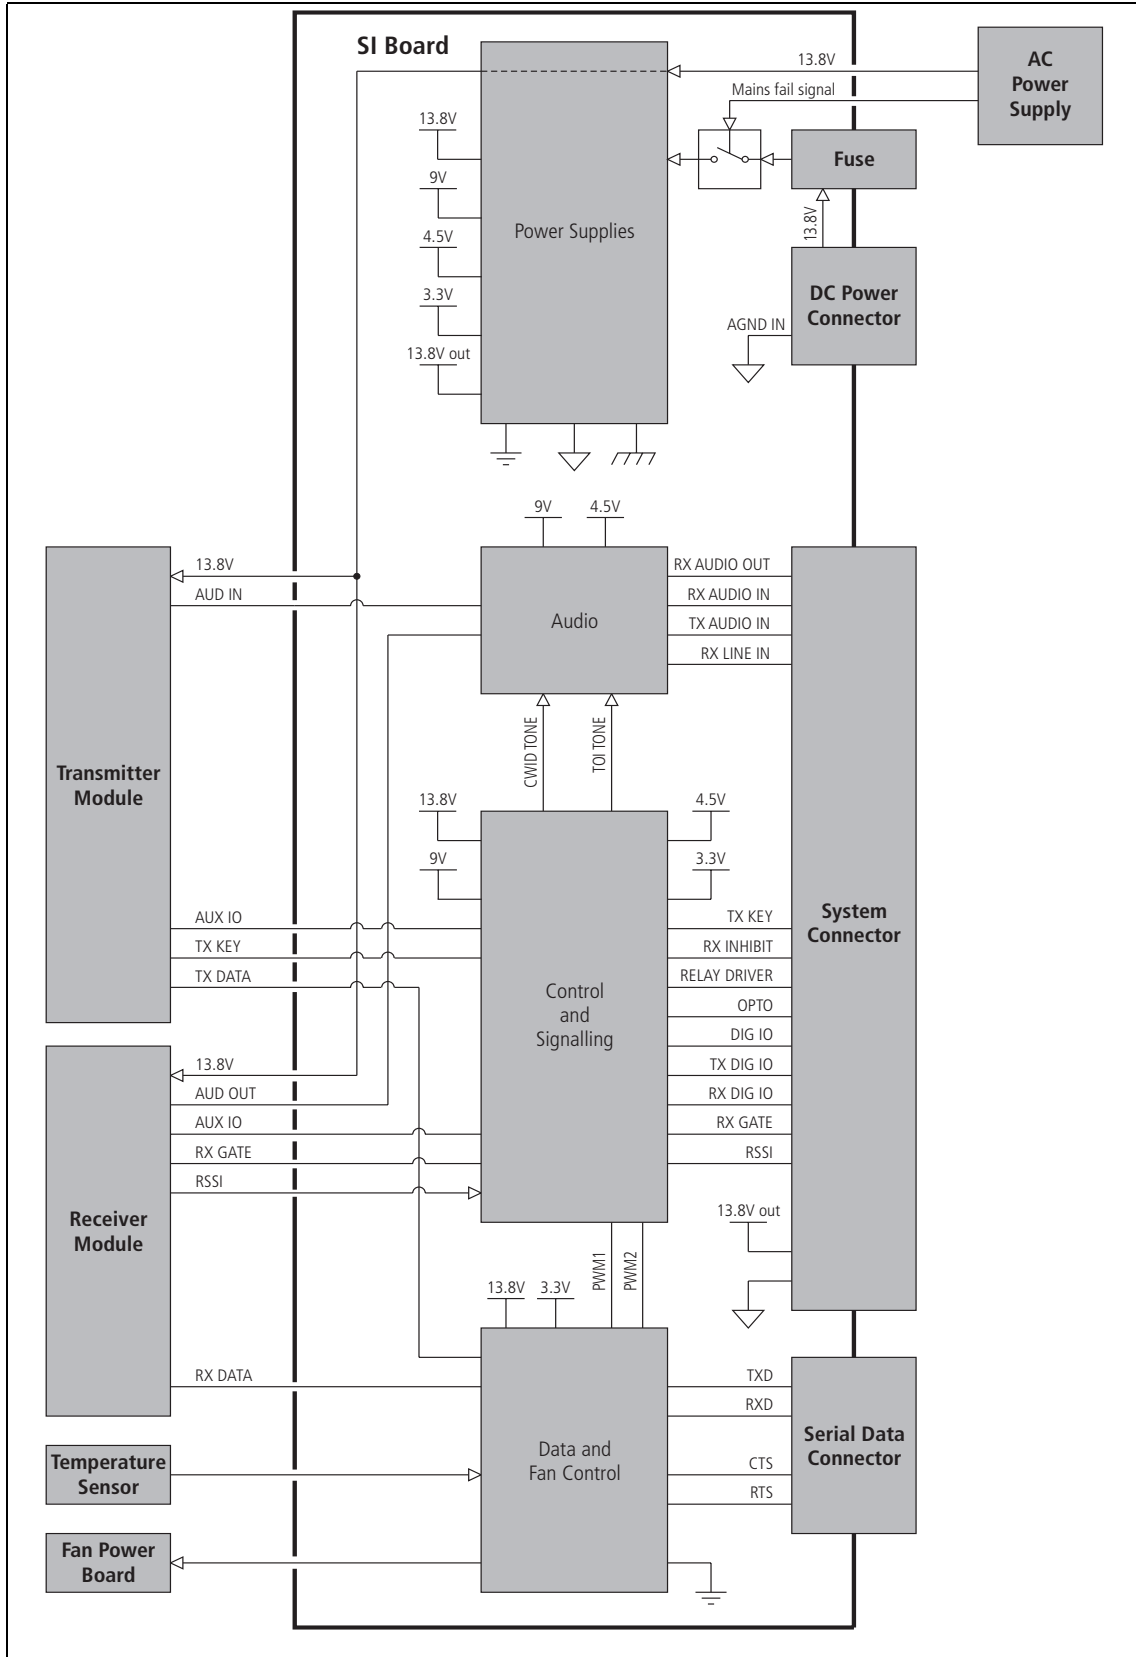 SI Board
13.8V
AC
Power
Supply
Mains fail signal
13.8V
Fuse
9V
Power Supplies
13.8V
4.5V
DC Power
Connector
3.3V
AGND IN
13.8V out
9V
4.5V
13.8V
AUD IN
Audio
RX AUDIO OUT
RX AUDIO IN
TX AUDIO IN
RX LINE IN
CWID TONE
TOI TONE
Transmitter
Module
13.8V
4.5V
9V
3.3V
AUX IO
TX KEY
TX DATA
Control
and
Signalling
TX KEY
RX INHIBIT
RELAY DRIVER
OPTO
DIG IO
TX DIG IO
RX DIG IO
RX GATE
RSSI
System
Connector
13.8V
AUD OUT
AUX IO
RX GATE
RSSI
Receiver
Module
13.8V out
PWM1
PWM2
13.8V
3.3V
RX DATA
TXD
RXD
CTS
RTS
Data and
Fan Control
Serial Data
Connector
Temperature
Sensor
Fan Power
Board